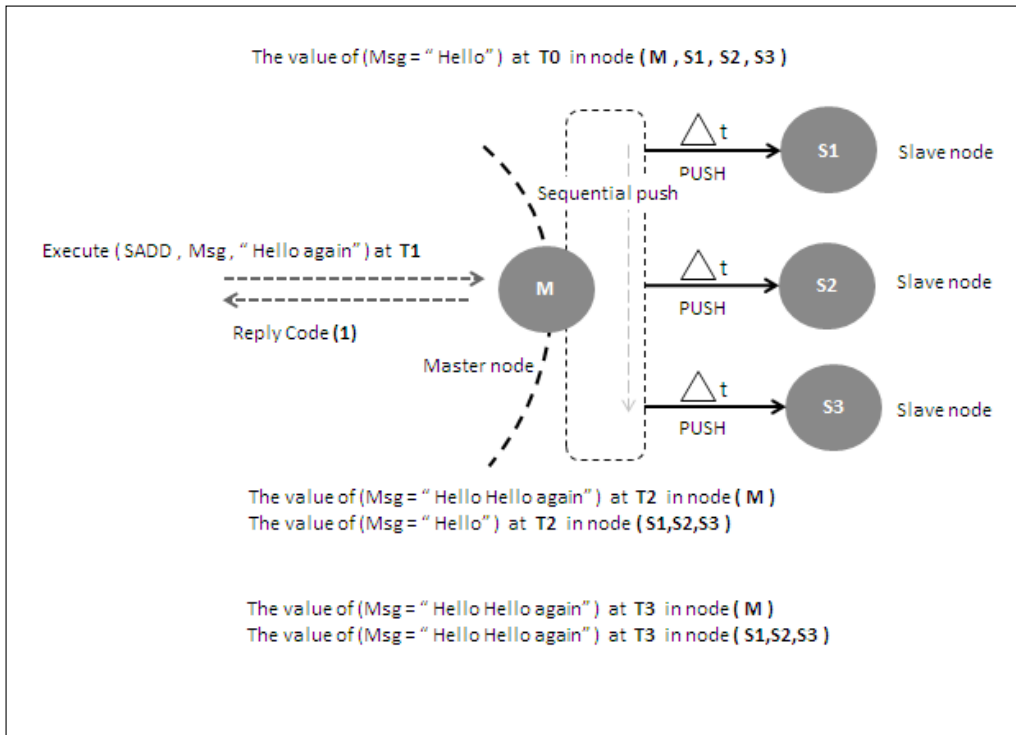 The value of (Msg = “ Hello” ) at T0 in node ( M , S1 , S2 , S3 )
△ t
PUSH
S1
Slave node
Sequential push
Execute ( SADD , Msg , “ Hello again” ) at T1
M
△ t
PUSH
S2
Slave node
Reply Code (1)
Master node
△ t
PUSH
S3
Slave node
The value of (Msg = “ Hello Hello again” ) at T2 in node ( M )
The value of (Msg = “ Hello” ) at T2 in node ( S1,S2,S3 )
The value of (Msg = “ Hello Hello again” ) at T3 in node ( M )
The value of (Msg = “ Hello Hello again” ) at T3 in node ( S1,S2,S3 )